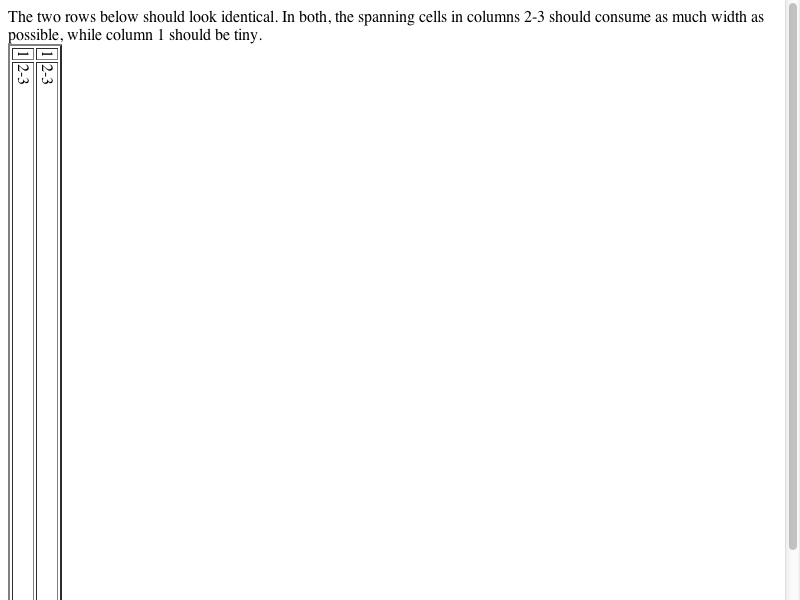 The two rows below should look identical. In both, the spanning cells in columns 2-3 should consume as much width as
possible, while column 1 should be tiny.
1 2-3
1 2-3